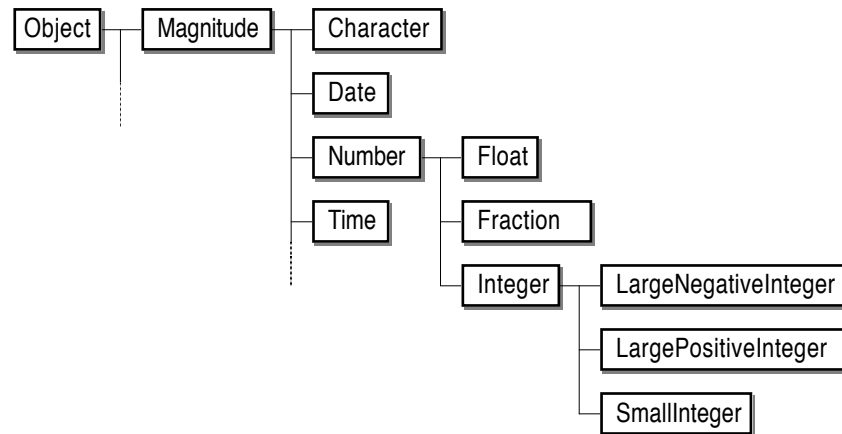 Object
Magnitude
Character
Date
Number
Float
Time
Fraction
Integer
LargeNegativeInteger
LargePositiveInteger
SmallInteger